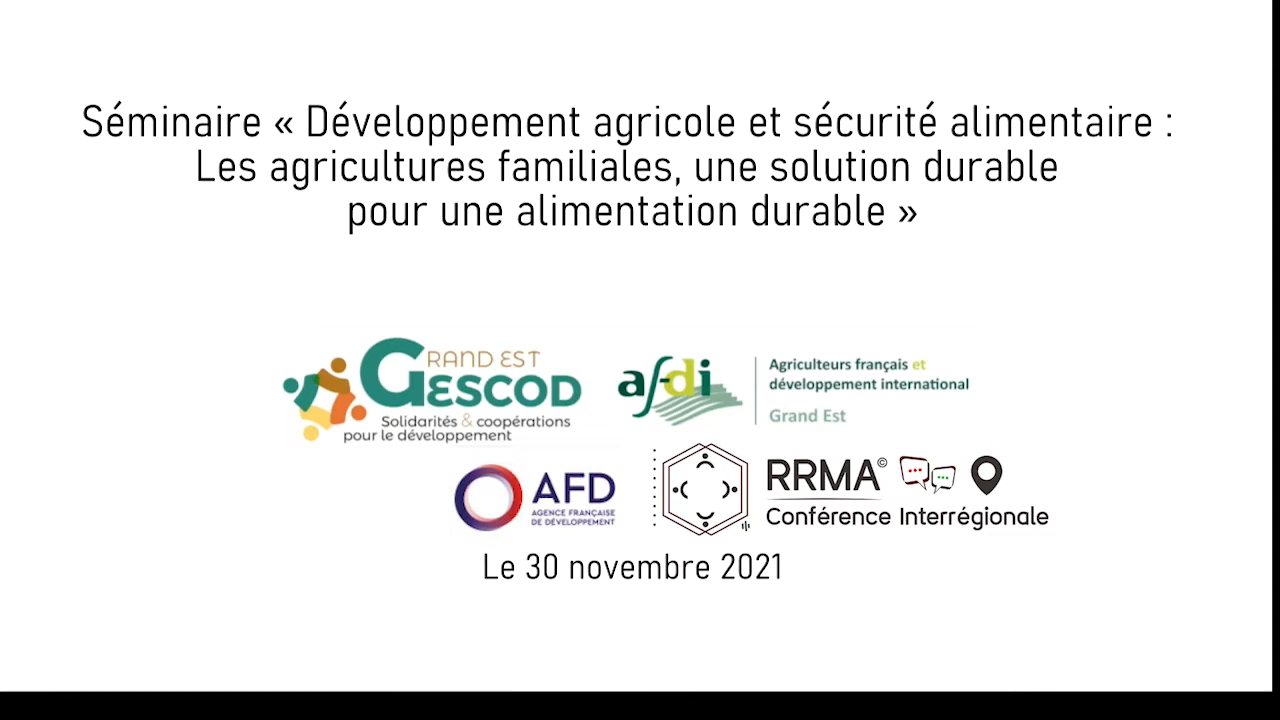 Séminaire « Développement agricole et sécurité alimentaire :
Les agricultures familiales, une solution durable
pour une alimentation durable »
GRAND EST
GESCOD
Solidarités & coopérations
pour le développement
afdi
Agriculteurs français et
développement international
Grand Est
AFD
AGENCE FRANÇAISE
DE DÉVELOPPEMENT
RRMA©
Conférence Interrégionale
Le 30 novembre 2021